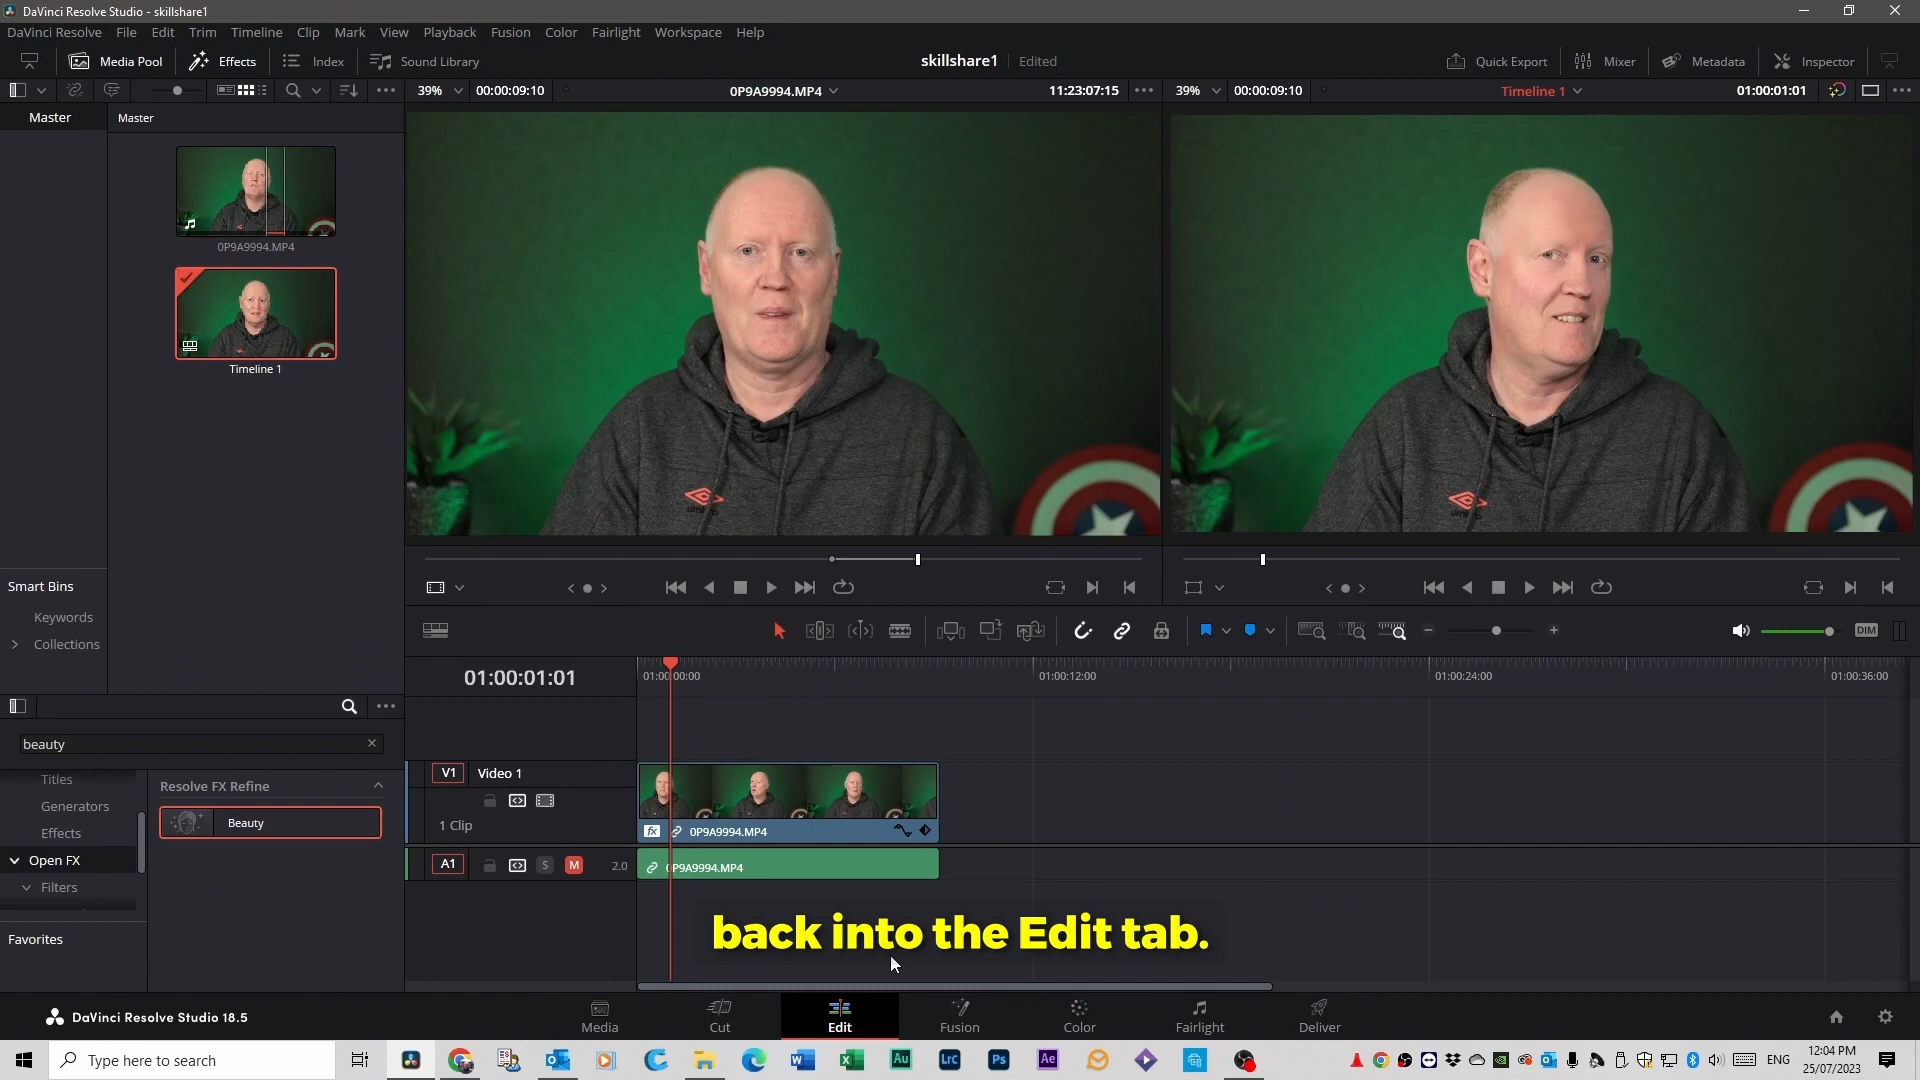 DaVinci Resolve Studio - skillshare1
DaVinci Resolve File Edit Trim Timeline Clip Mark View Playback Fusion Color Fairlight Workspace Help
Media Pool Effects Index Sound Library skillshare1 Edited Quick Export Mixer Metadata Inspector
39% 00:00:09:10 0P9A9994.MP4 11:23:07:15 39% 00:00:09:10 Timeline 1 01:00:01:01
Master Master
0P9A9994.MP4
Timeline 1
Smart Bins
Keywords
Collections
DIM
01:00:01:01 01:00:00:00 01:00:12:00 01:00:24:00 01:00:36:00
beauty
V1 Video 1
Titles Resolve FX Refine
Generators
Beauty
Effects 1 Clip fx 0P9A9994.MP4
Open FX A1 S M 2.0 0P9A9994.MP4
Filters
Favorites
back into the Edit tab.
DaVinci Resolve Studio 18.5
Media Cut Edit Fusion Color Fairlight Deliver
Type here to search
Au Lrc Ps Ae
ENG
12:04 PM
25/07/2023